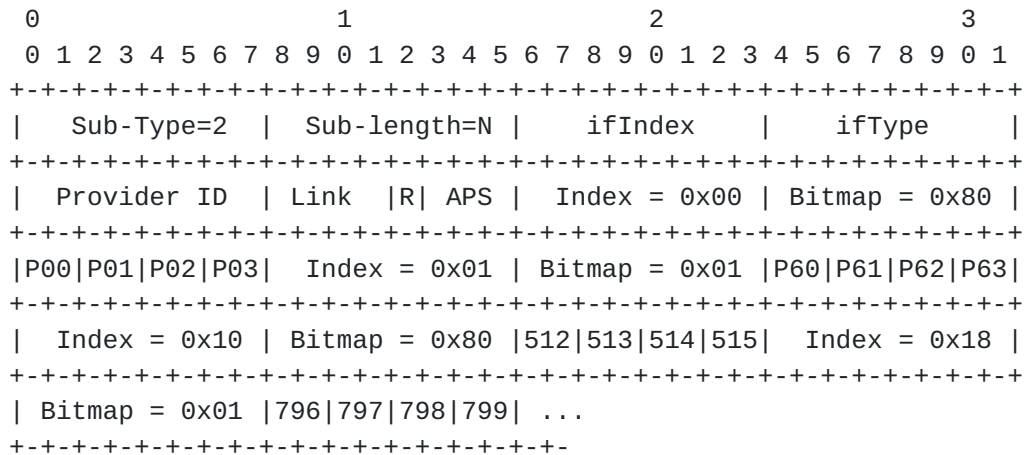 0                   1                   2                   3
 0 1 2 3 4 5 6 7 8 9 0 1 2 3 4 5 6 7 8 9 0 1 2 3 4 5 6 7 8 9 0 1
+-+-+-+-+-+-+-+-+-+-+-+-+-+-+-+-+-+-+-+-+-+-+-+-+-+-+-+-+-+-+-+-+
|   Sub-Type=2  | Sub-length=N |    ifIndex    |    ifType     |
+-+-+-+-+-+-+-+-+-+-+-+-+-+-+-+-+-+-+-+-+-+-+-+-+-+-+-+-+-+-+-+-+
|  Provider ID  | Link  |R| APS |  Index = 0x00 | Bitmap = 0x80 |
+-+-+-+-+-+-+-+-+-+-+-+-+-+-+-+-+-+-+-+-+-+-+-+-+-+-+-+-+-+-+-+-+
|P00|P01|P02|P03|  Index = 0x01 | Bitmap = 0x01 |P60|P61|P62|P63|
+-+-+-+-+-+-+-+-+-+-+-+-+-+-+-+-+-+-+-+-+-+-+-+-+-+-+-+-+-+-+-+-+
|  Index = 0x10 | Bitmap = 0x80 |512|513|514|515|  Index = 0x18 |
+-+-+-+-+-+-+-+-+-+-+-+-+-+-+-+-+-+-+-+-+-+-+-+-+-+-+-+-+-+-+-+-+
| Bitmap = 0x01 |796|797|798|799| ...
+-+-+-+-+-+-+-+-+-+-+-+-+-+-+-+-+-+-